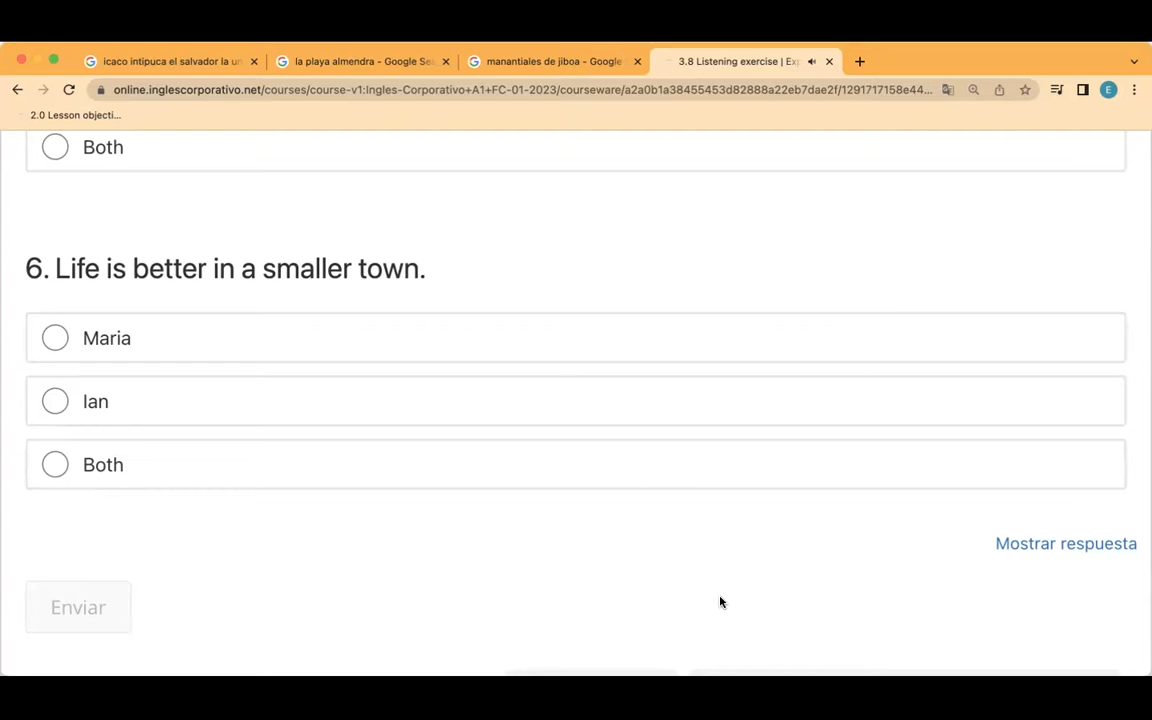 icaco intipuca el salvador la un
la playa almendra - Google Sea
manantiales de jiboa - Google
3.8 Listening exercise | Ex
online.inglescorporativo.net/courses/course-v1:Ingles-Corporativo+A1+FC-01-2023/courseware/a2a0b1a38455453d82888a22eb7dae2f/1291717158e44...
E
2.0 Lesson objecti...
Both
6. Life is better in a smaller town.
Maria
Ian
Both
Mostrar respuesta
Enviar